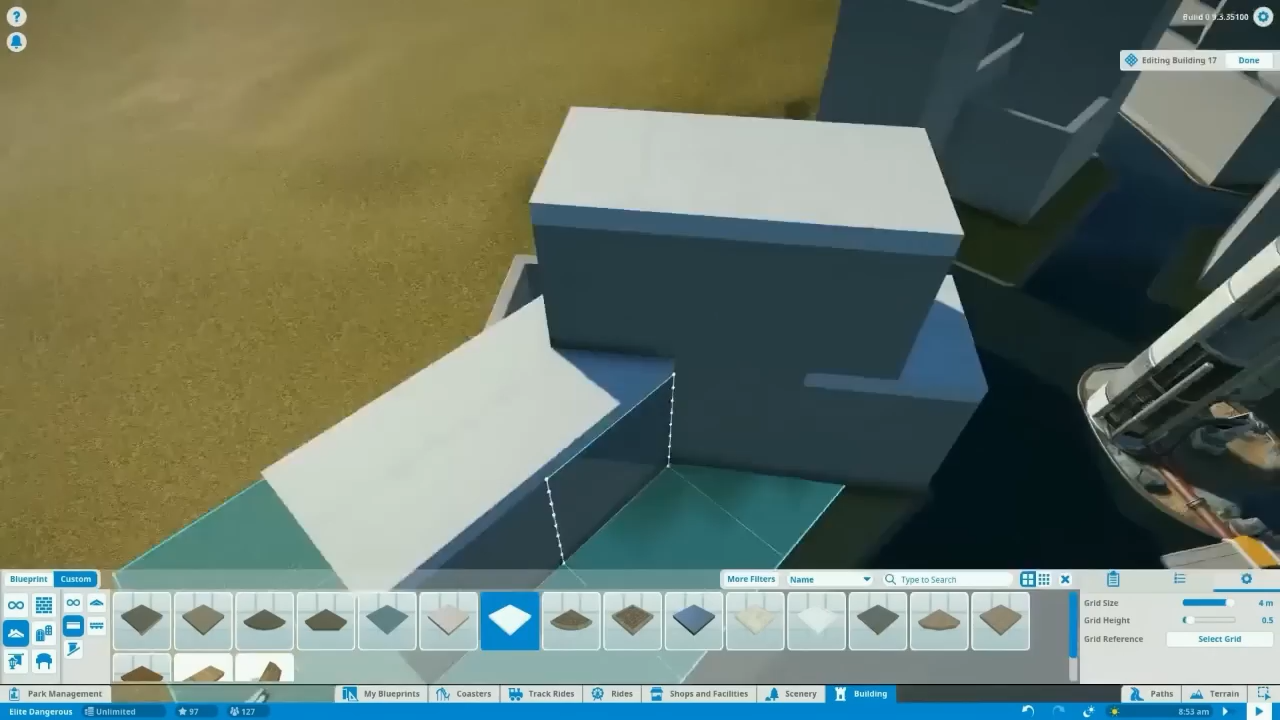 ?
Build 0.9.3.35100
Editing Building 17
Done
Blueprint
Custom
More Filters
Name
Type to Search
Grid Size
4 m
Grid Height
0.5
Grid Reference
Select Grid
Park Management
My Blueprints
Coasters
Track Rides
Rides
Shops and Facilities
Scenery
Building
Paths
Terrain
Elite Dangerous
Unlimited
97
127
8:53 am